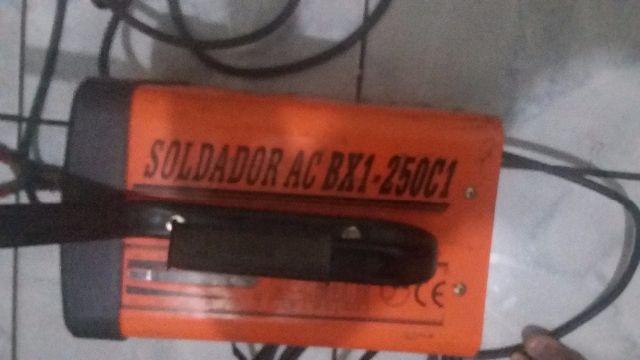 SOLDADOR AC BX1-250C1
CE